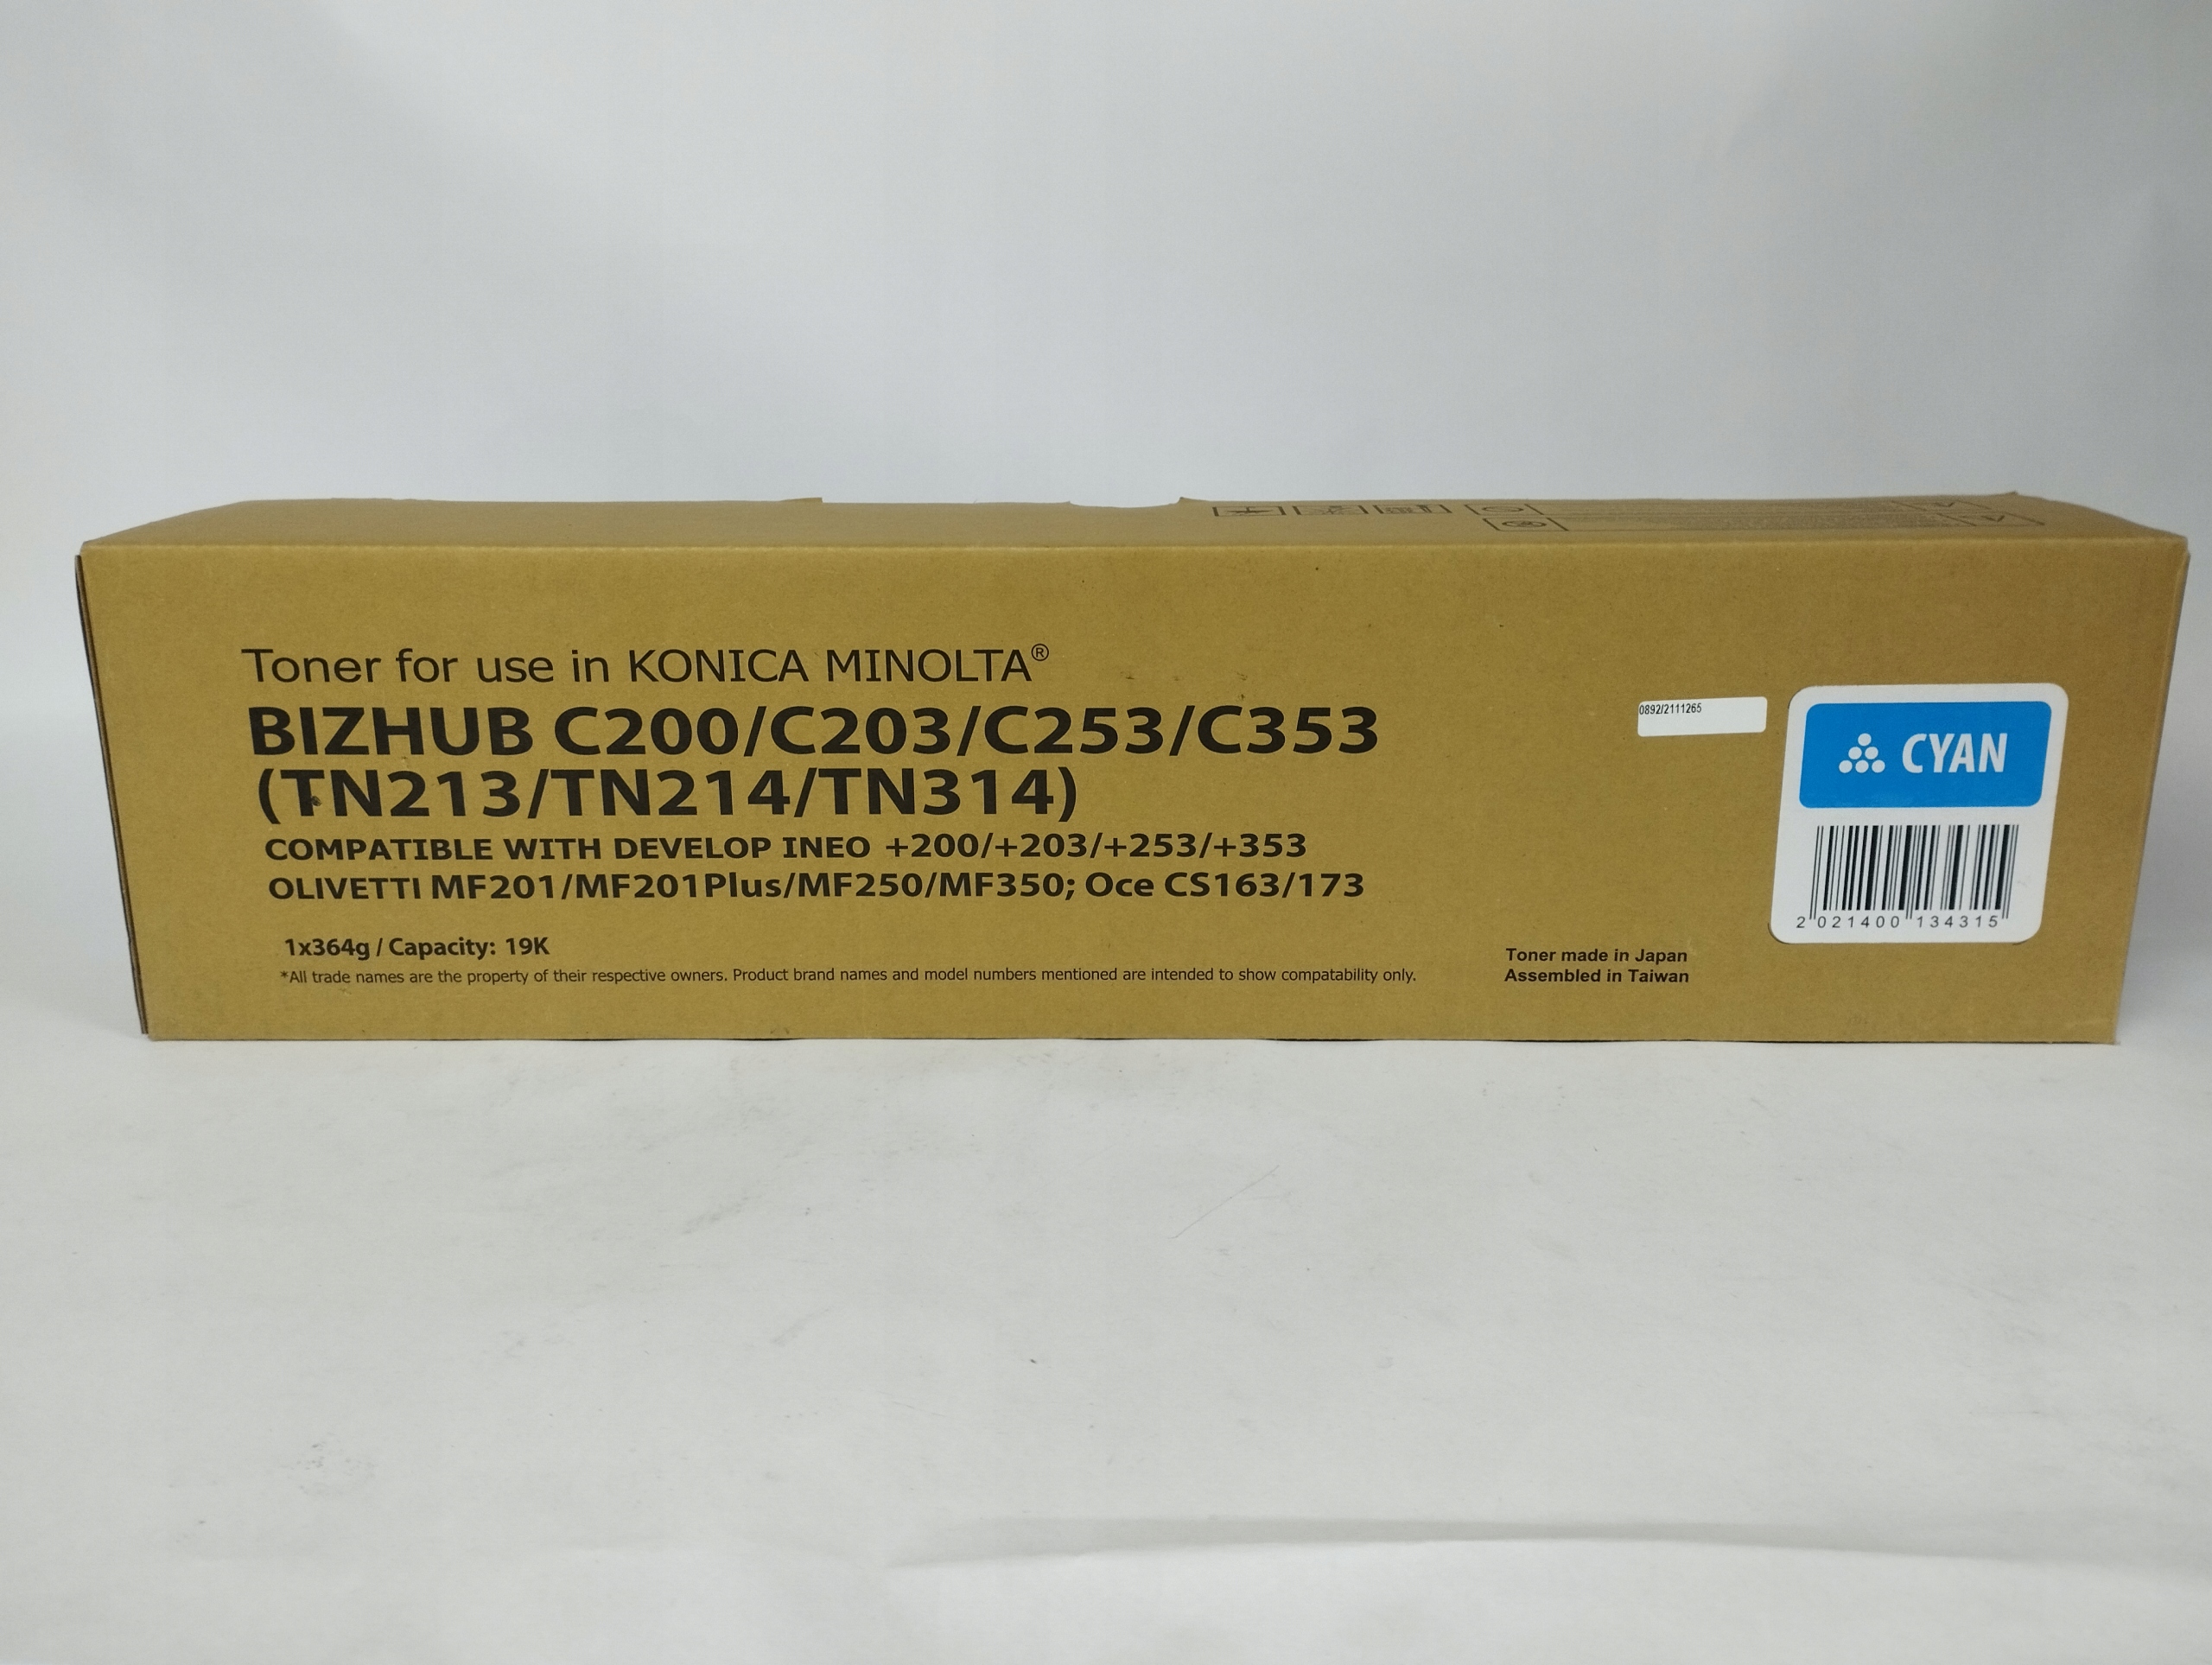 Toner for use in KONICA MINOLTA®
BIZHUB C200/C203/C253/C353
(TN213/TN214/TN314)
COMPATIBLE WITH DEVELOP INEO +200/+203/+253/+353
OLIVETTI MF201/MF201Plus/MF250/MF350; Oce CS163/173
1x364g / Capacity: 19K
*All trade names are the property of their respective owners. Product brand names and model numbers mentioned are intended to show compatability only.
Toner made in Japan
Assembled in Taiwan
0892/2111265
CYAN
2 021400 134315